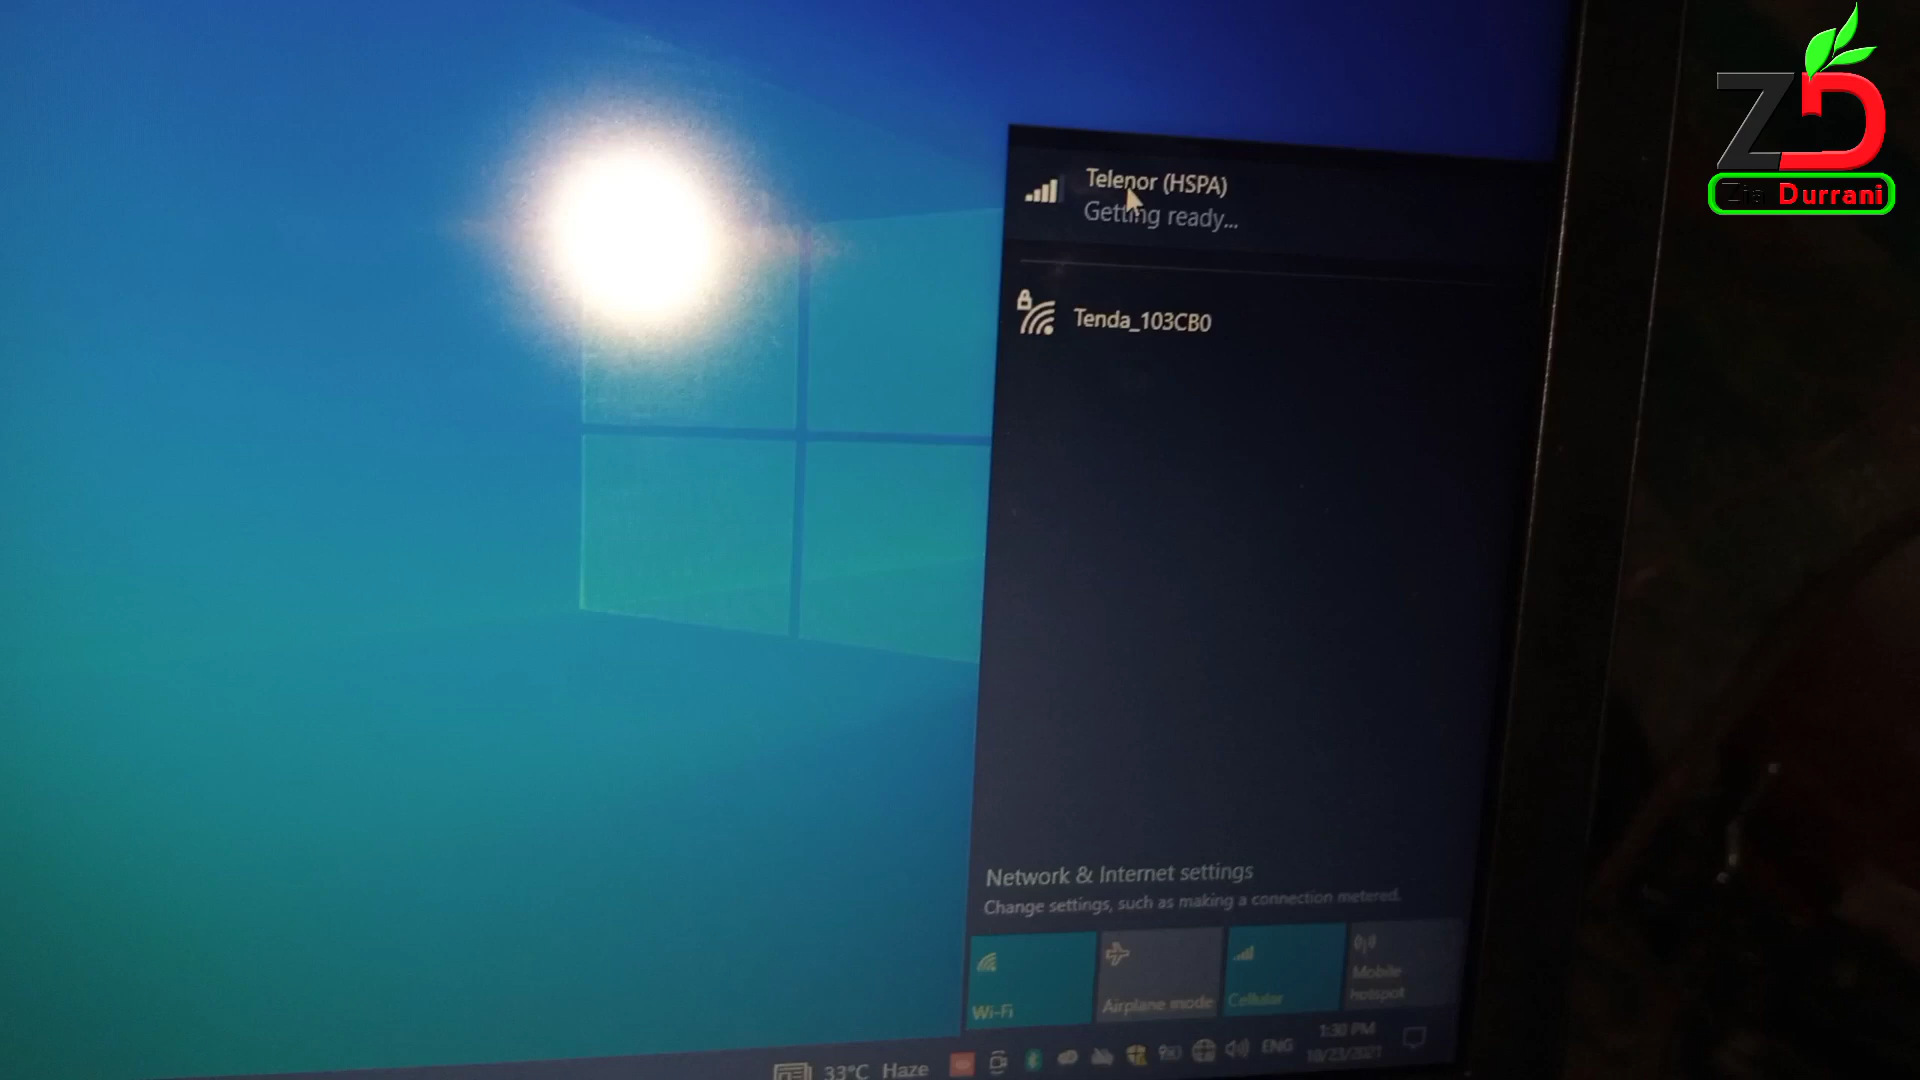 ZD
Zia Durrani
Telenor (HSPA)
Getting ready...
Tenda_103CB0
Network & Internet settings
Change settings, such as making a connection metered.
Wi-Fi
Airplane mode
Cellular
Mobile
hotspot
33°C Haze
ENG
1:30 PM
10/23/2021